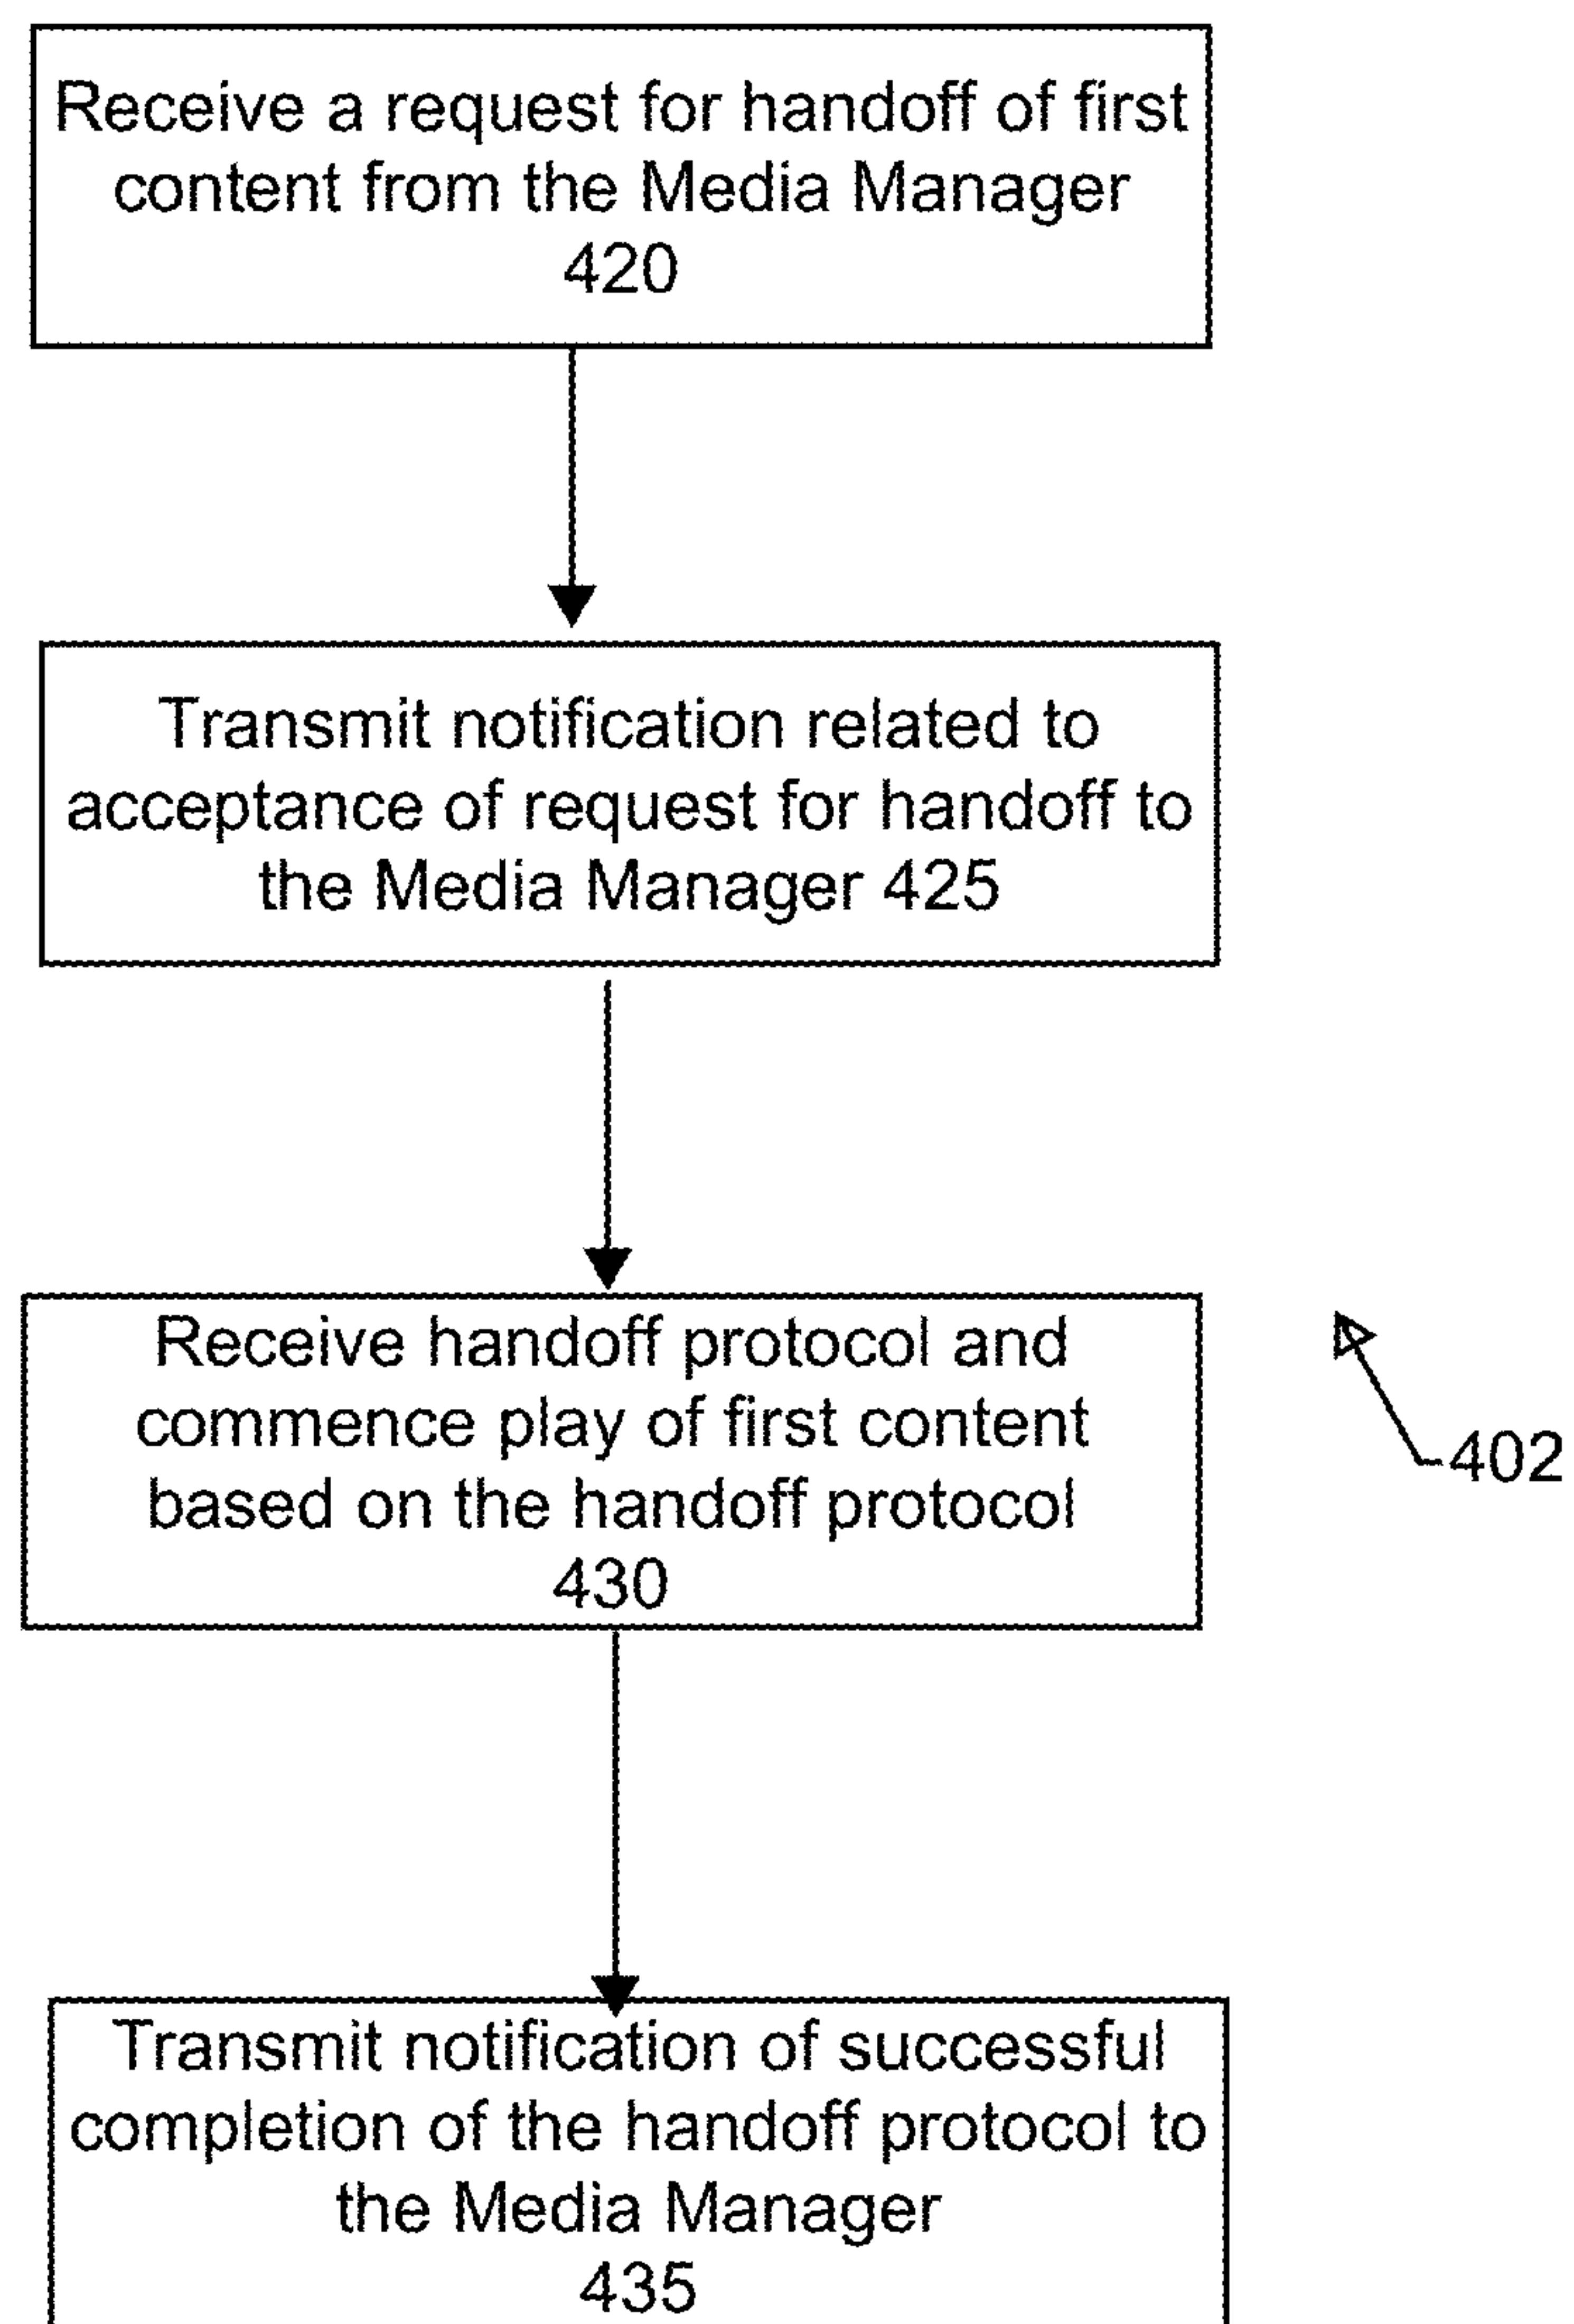 Receive a request for handoff of first
content from the Media Manager
420
Transmit notification related to
acceptance of request for handoff to
the Media Manager 425
Receive handoff protocol and
commence play of first content
based on the handoff protocol
430
402
Transmit notification of successful
completion of the handoff protocol to
the Media Manager
435